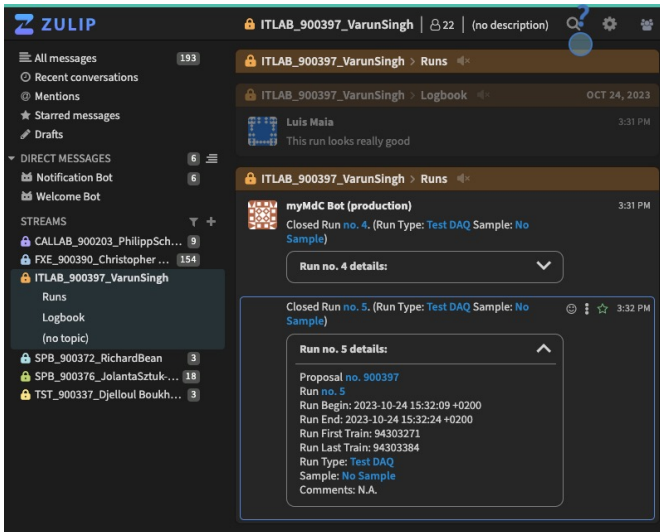 ZULIP
ITLAB_900397_VarunSingh | 22 | (no description)
?
All messages 193
Recent conversations
@ Mentions
Starred messages
Drafts
DIRECT MESSAGES 6
Notification Bot 6
Welcome Bot
STREAMS
CALLAB_900203_PhilippSch... 9
FXE_900390_Christopher ... 154
ITLAB_900397_VarunSingh
Runs
Logbook
(no topic)
SPB_900372_RichardBean 3
SPB_900376_JolantaSztuk-... 18
TST_900337_Djelloul Boukh... 3
ITLAB_900397_VarunSingh > Runs
ITLAB_900397_VarunSingh > Logbook OCT 24, 2023
Luis Maia 3:31 PM
This run looks really good
ITLAB_900397_VarunSingh > Runs
myMdC Bot (production) 3:31 PM
Closed Run no. 4. (Run Type: Test DAQ Sample: No
Sample)
Run no. 4 details:
Closed Run no. 5. (Run Type: Test DAQ Sample: No 3:32 PM
Sample)
Run no. 5 details:
Proposal no. 900397
Run no. 5
Run Begin: 2023-10-24 15:32:09 +0200
Run End: 2023-10-24 15:32:24 +0200
Run First Train: 94303271
Run Last Train: 94303384
Run Type: Test DAQ
Sample: No Sample
Comments: N.A.